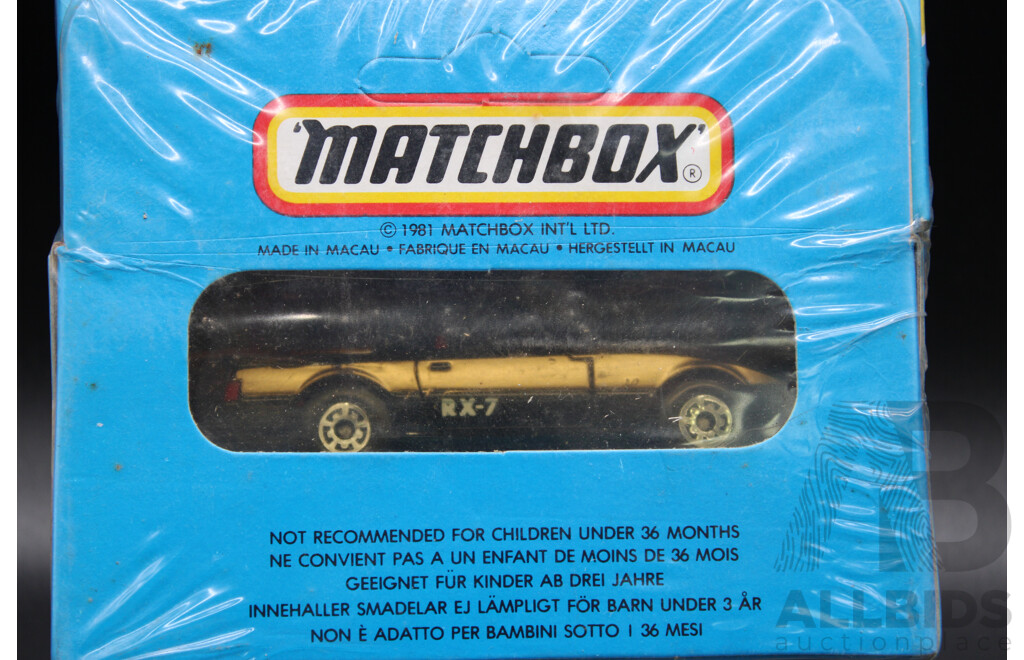 'MATCHBOX'®
© 1981 MATCHBOX INT'L LTD.
MADE IN MACAU • FABRIQUE EN MACAU • HERGESTELLT IN MACAU
RX-7
NOT RECOMMENDED FOR CHILDREN UNDER 36 MONTHS
NE CONVIENT PAS A UN ENFANT DE MOINS DE 36 MOIS
GEEIGNET FÜR KINDER AB DREI JAHRE
INNEHALLER SMADELAR EJ LÄMPLIGT FÖR BARN UNDER 3 ÅR
NON È ADATTO PER BAMBINI SOTTO I 36 MESI
AB
ALLBIDS
auctionplace